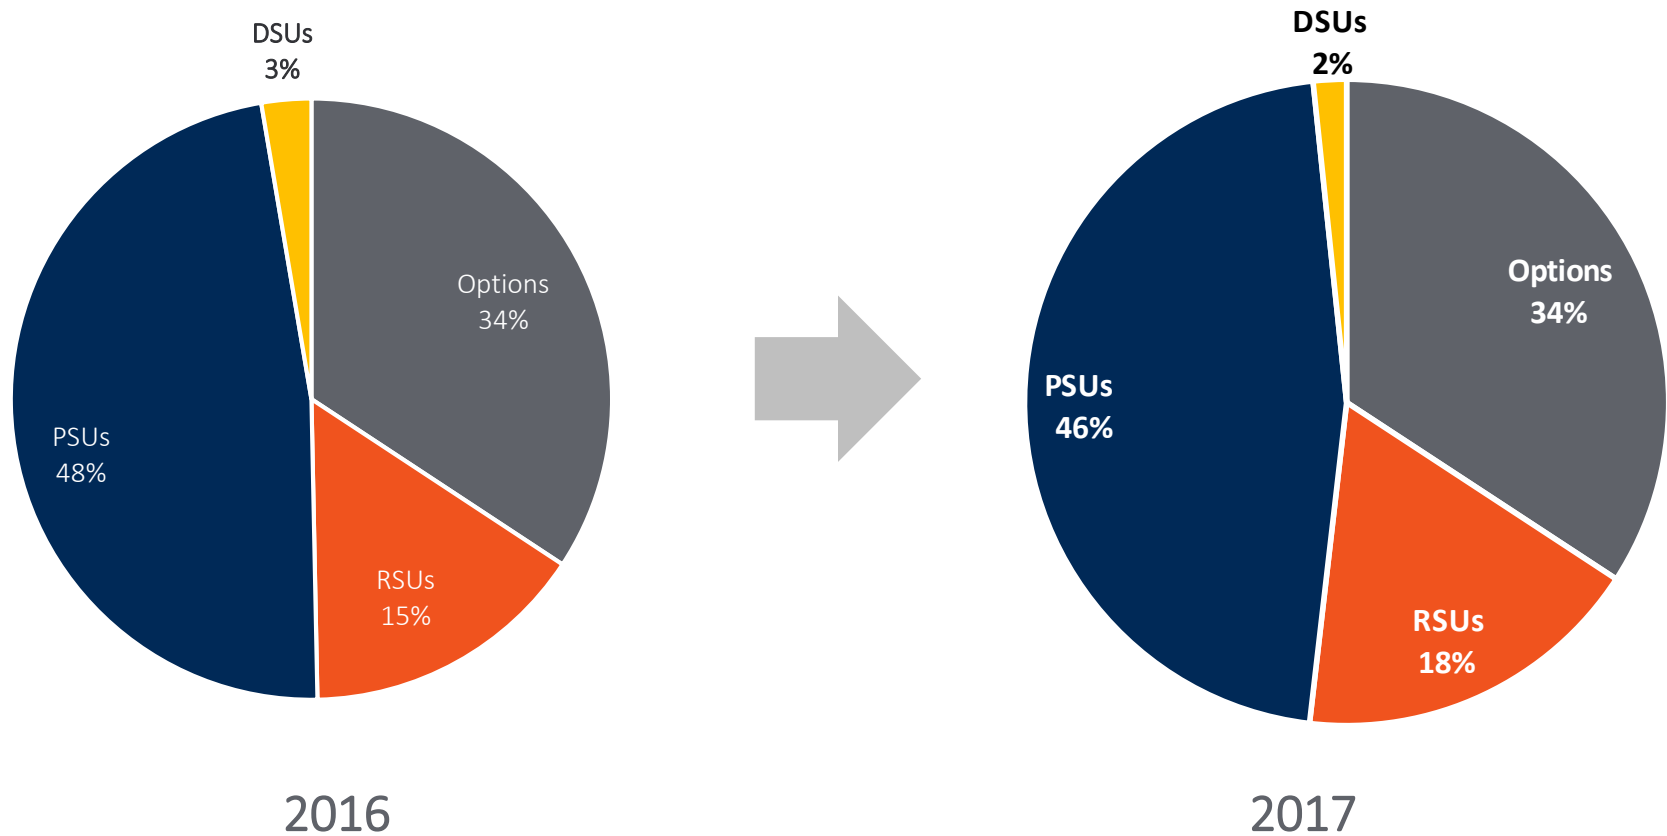 DSUs
3%
Options
34%
PSUs
48%
RSUs
15%
2016
DSUs
2%
Options
34%
PSUs
46%
RSUs
18%
2017